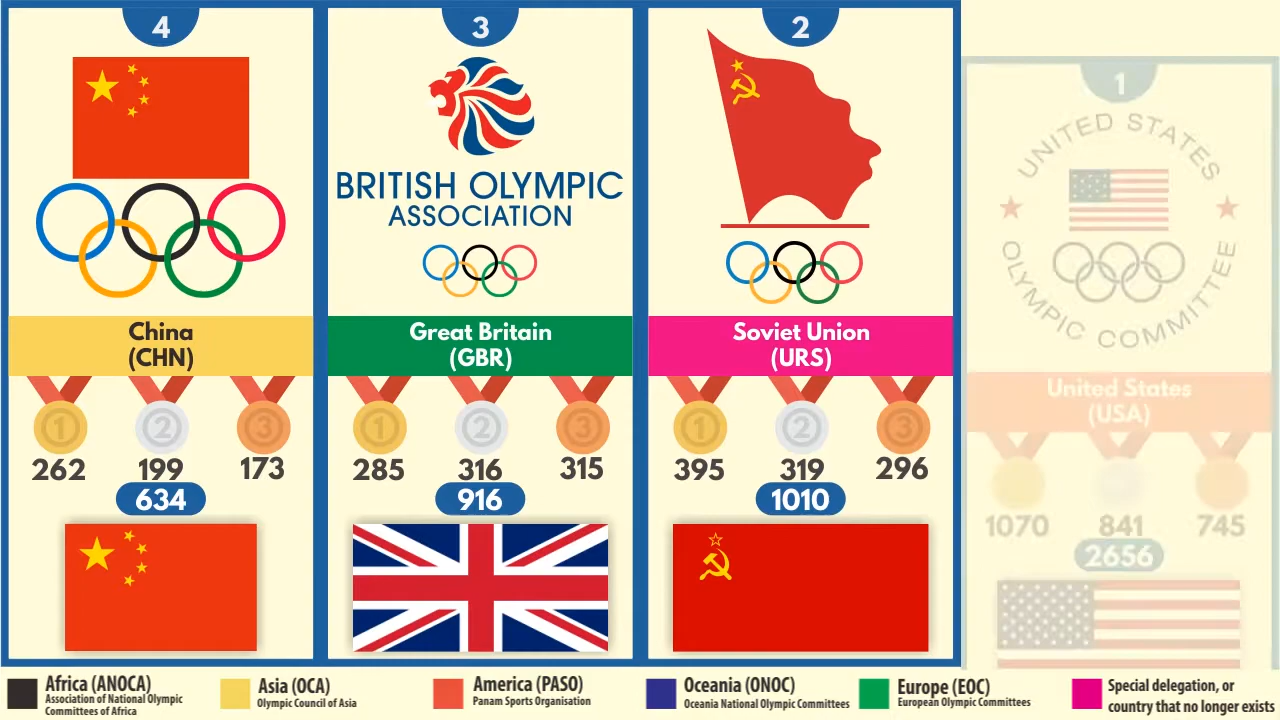 4
3
BRITISH OLYMPIC
ASSOCIATION
2
1
UNITED STATES
OLYMPIC COMMITTEE
China
(CHN)
Great Britain
(GBR)
Soviet Union
(URS)
United States
(USA)
1 2 3
262 199 173
634
1 2 3
285 316 315
916
1 2 3
395 319 296
1010
1070 841 745
2656
Africa (ANOCA)
Association of National Olympic
Committees of Africa
Asia (OCA)
Olympic Council of Asia
America (PASO)
Panam Sports Organisation
Oceania (ONOC)
Oceania National Olympic Committees
Europe (EOC)
European Olympic Committees
Special delegation, or
country that no longer exists